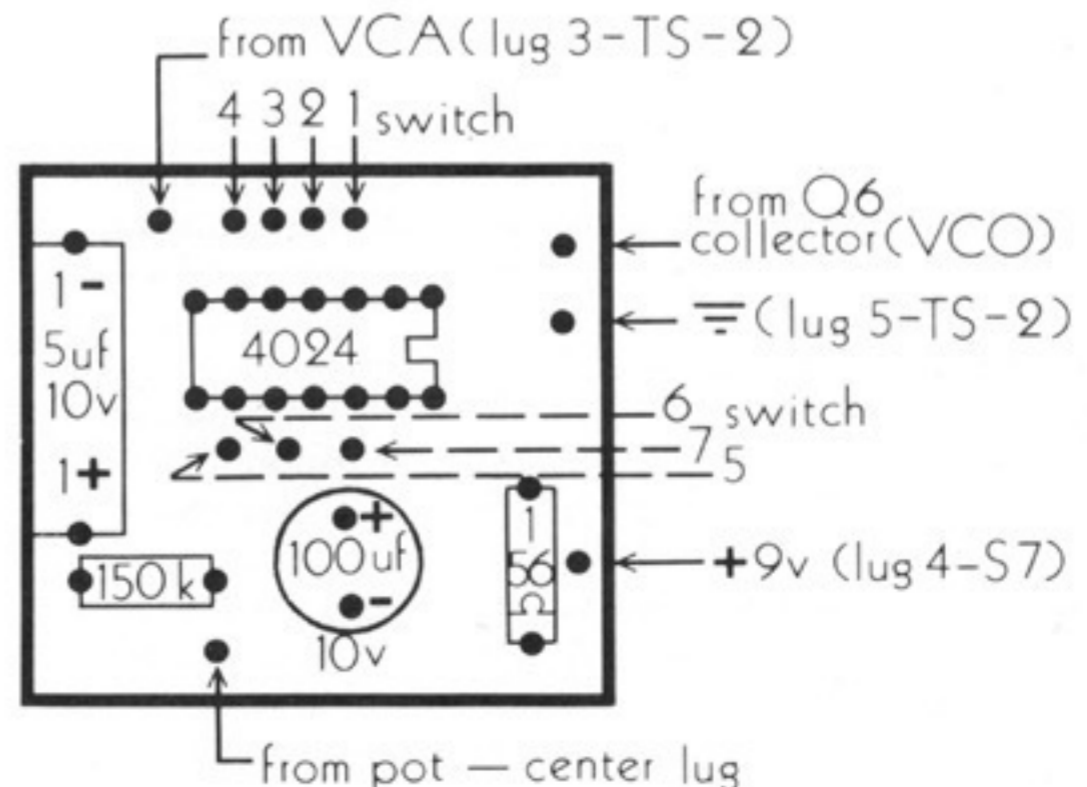 from VCA (lug 3-TS-2)
4 3 2 1 switch
from Q6
collector (VCO)
(lug 5-TS-2)
1 -
5uf
10v
1 +
4024
6 switch
7
5
+
100uf
-
10v
1
56
Ω
150k
+9v (lug 4-S7)
from pot — center lug